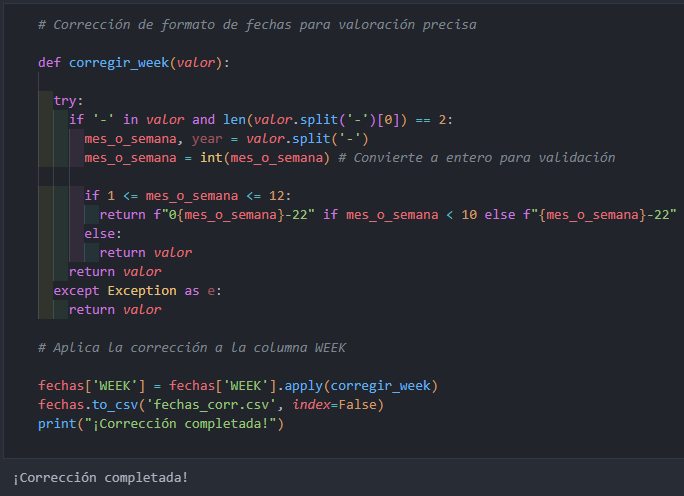 # Corrección de formato de fechas para valoración precisa
def corregir_week(valor):
try:
if '-' in valor and len(valor.split('-')[0]) == 2:
mes_o_semana, year = valor.split('-')
mes_o_semana = int(mes_o_semana) # Convierte a entero para validación
if 1 <= mes_o_semana <= 12:
return f"0{mes_o_semana}-22" if mes_o_semana < 10 else f"{mes_o_semana}-22"
else:
return valor
return valor
except Exception as e:
return valor
# Aplica la corrección a la columna WEEK
fechas['WEEK'] = fechas['WEEK'].apply(corregir_week)
fechas.to_csv('fechas_corr.csv', index=False)
print("¡Corrección completada!")
¡Corrección completada!